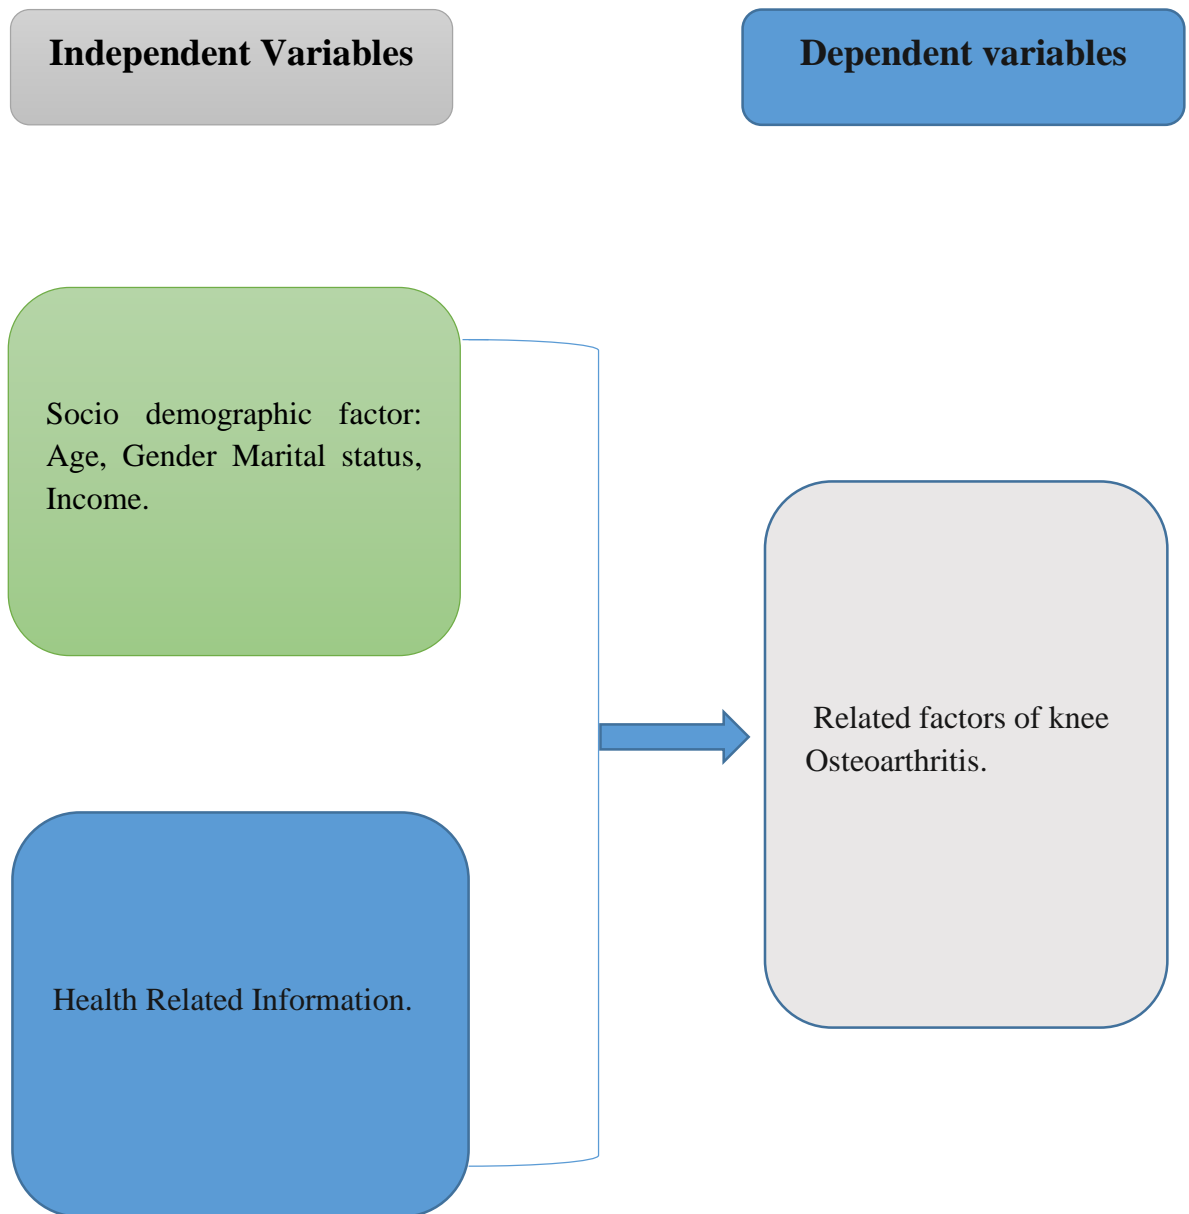 Independent Variables
Dependent variables
Socio demographic factor:
Age, Gender Marital status,
Income.
Related factors of knee
Osteoarthritis.
Health Related Information.